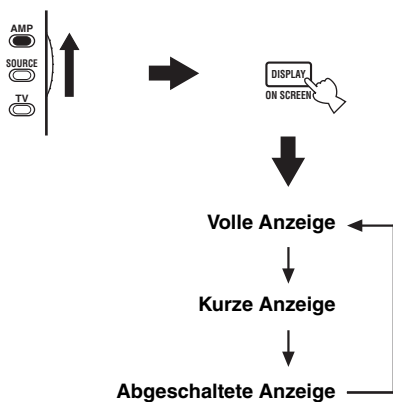 AMP
SOURCE
TV
DISPLAY
ON SCREEN
Volle Anzeige
Kurze Anzeige
Abgeschaltete Anzeige